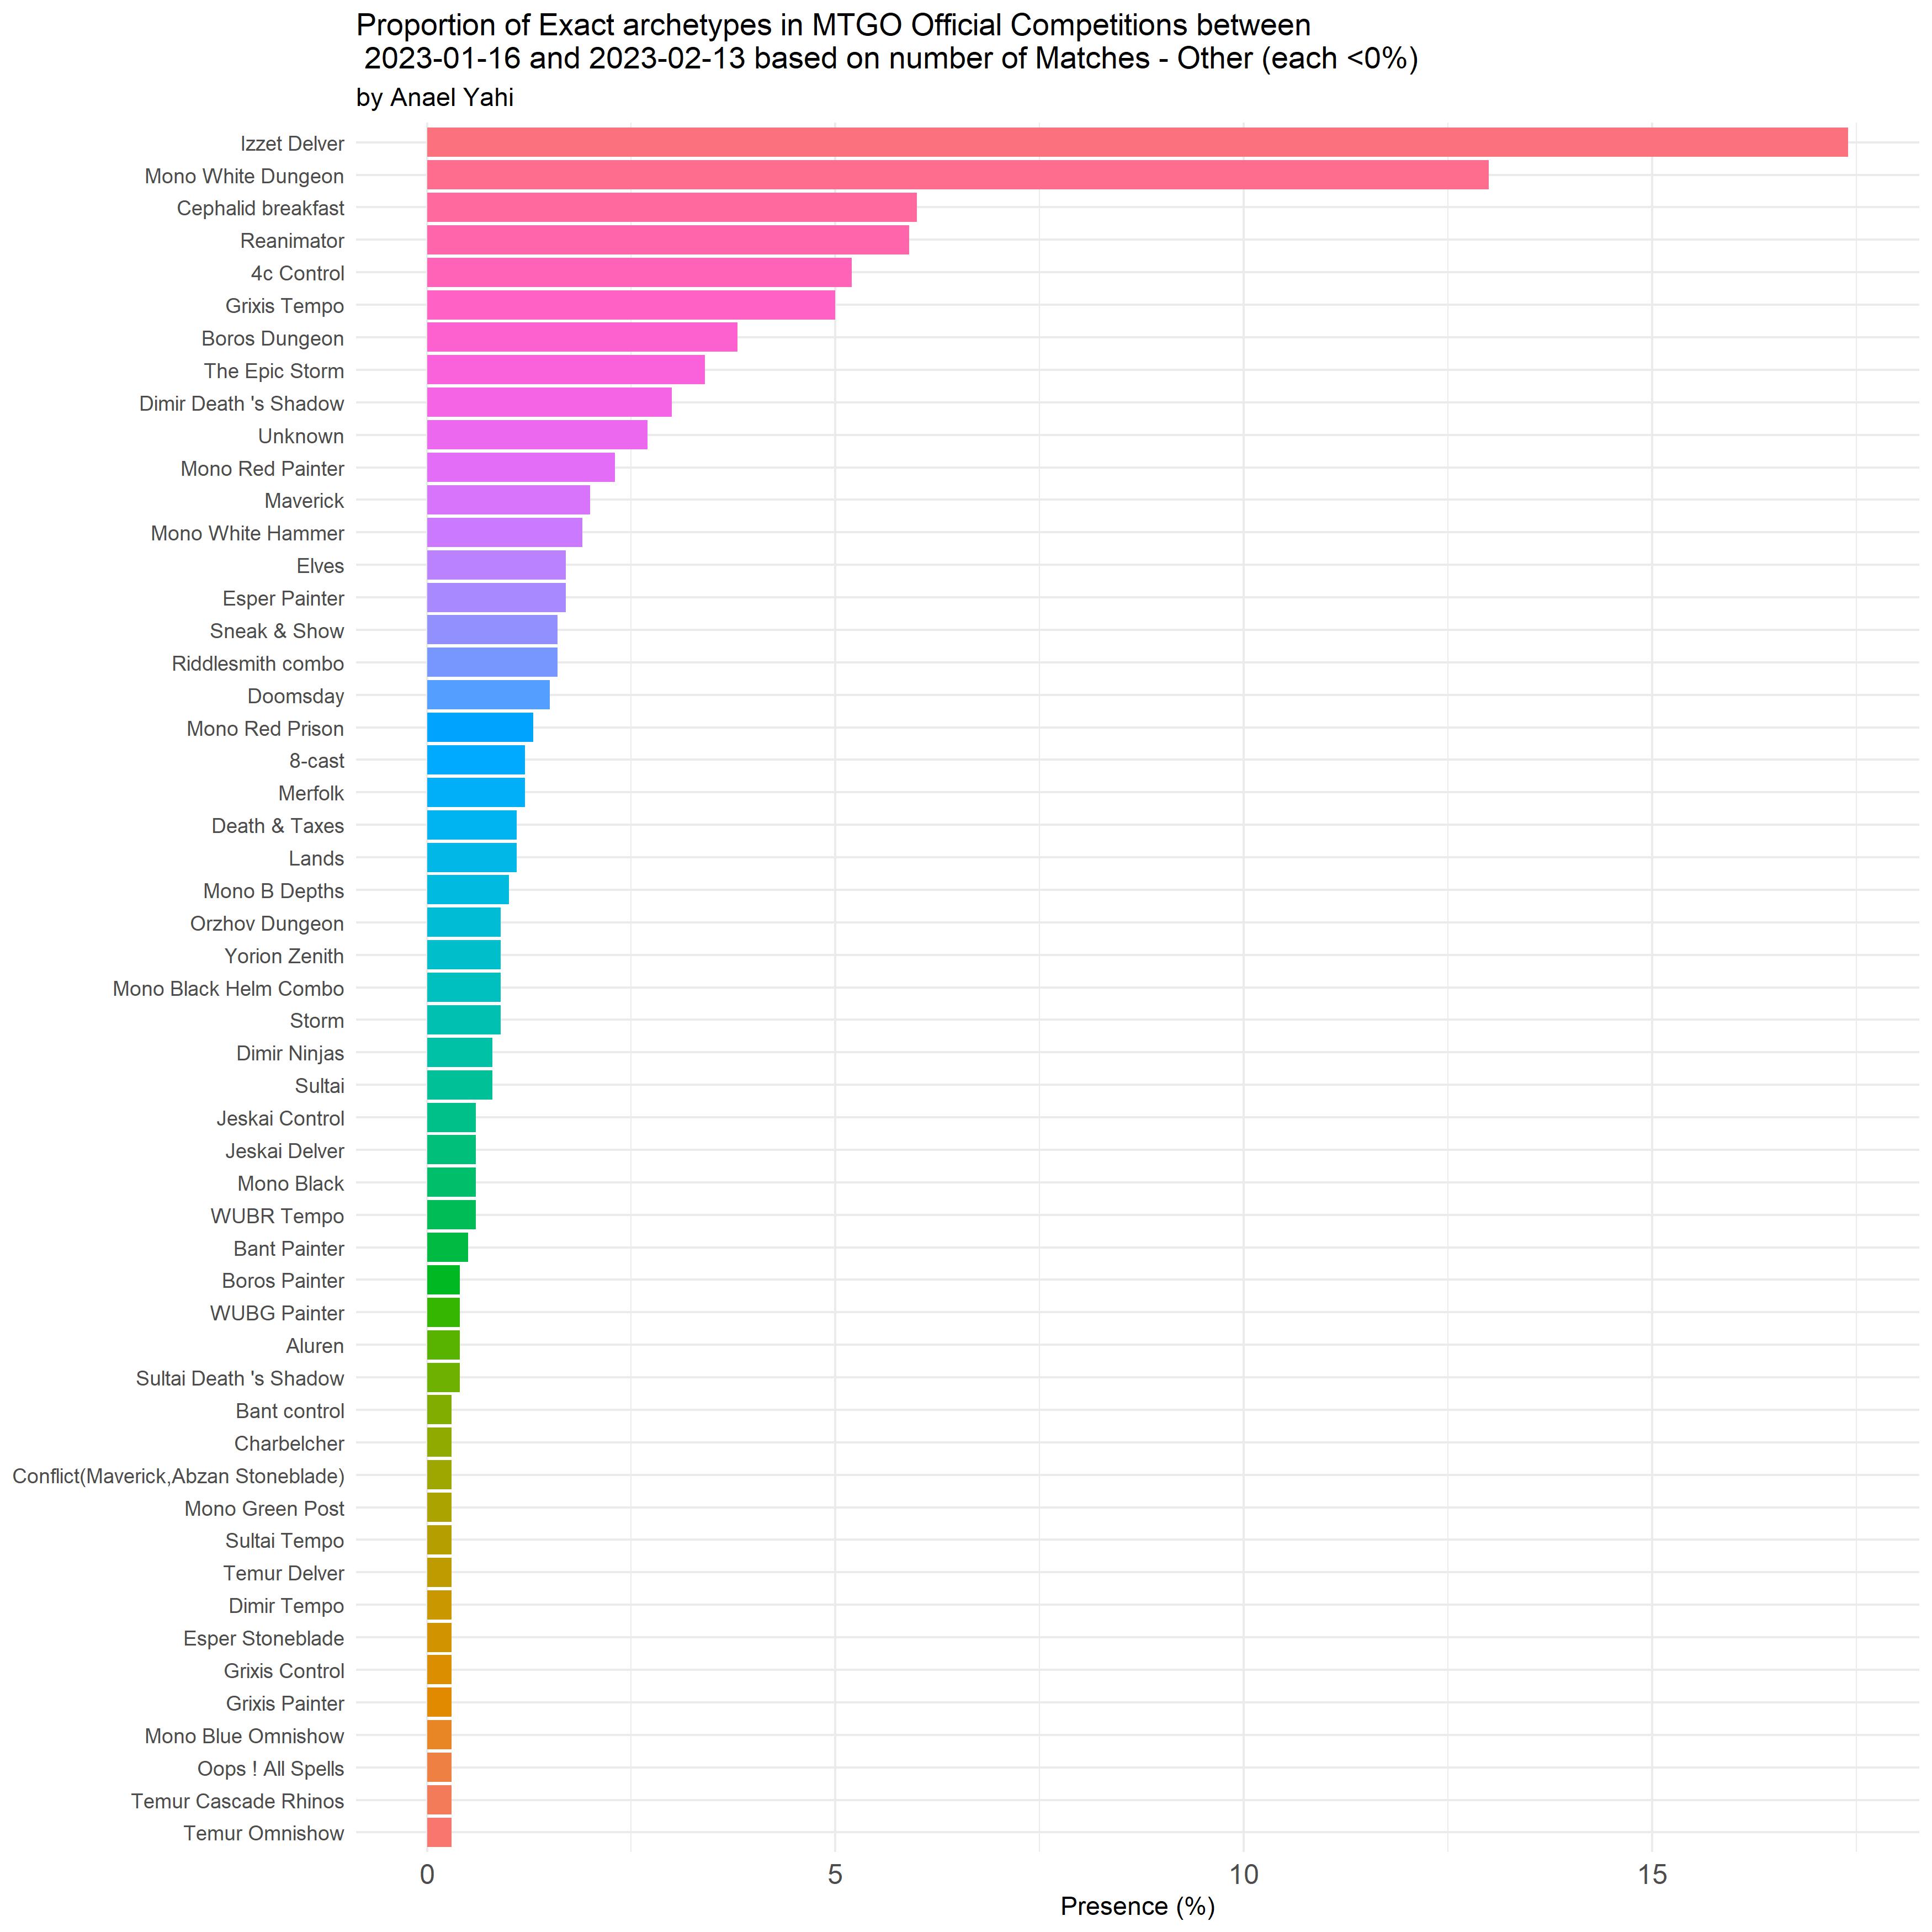 Proportion of Exact archetypes in MTGO Official Competitions between
2023-01-16 and 2023-02-13 based on number of Matches - Other (each <0%)
by Anael Yahi
Izzet Delver
Mono White Dungeon
Cephalid breakfast
Reanimator
4c Control
Grixis Tempo
Boros Dungeon
The Epic Storm
Dimir Death 's Shadow
Unknown
Mono Red Painter
Maverick
Mono White Hammer
Elves
Esper Painter
Sneak & Show
Riddlesmith combo
Doomsday
Mono Red Prison
8-cast
Merfolk
Death & Taxes
Lands
Mono B Depths
Orzhov Dungeon
Yorion Zenith
Mono Black Helm Combo
Storm
Dimir Ninjas
Sultai
Jeskai Control
Jeskai Delver
Mono Black
WUBR Tempo
Bant Painter
Boros Painter
WUBG Painter
Aluren
Sultai Death 's Shadow
Bant control
Charbelcher
Conflict(Maverick,Abzan Stoneblade)
Mono Green Post
Sultai Tempo
Temur Delver
Dimir Tempo
Esper Stoneblade
Grixis Control
Grixis Painter
Mono Blue Omnishow
Oops ! All Spells
Temur Cascade Rhinos
Temur Omnishow
0 5 10 15
Presence (%)